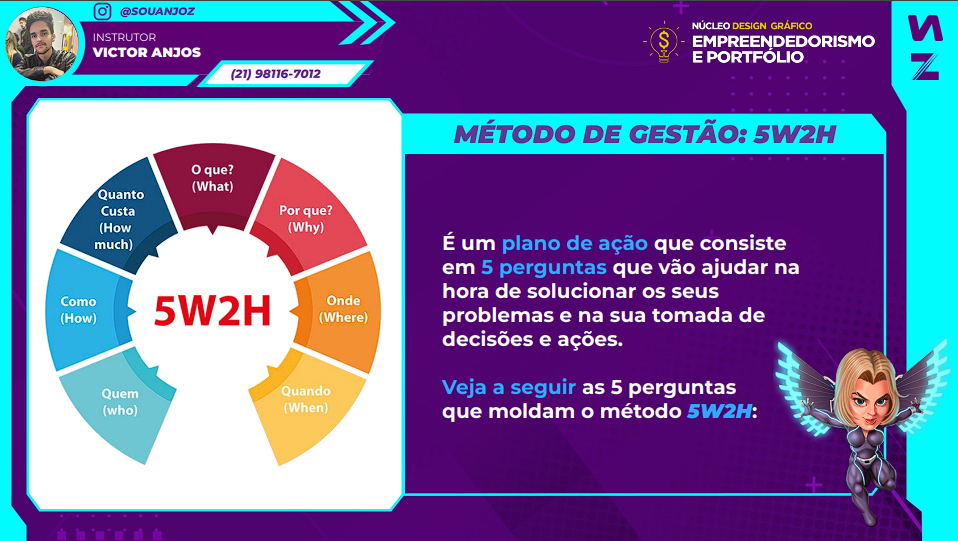 @SOUANJOZ
INSTRUTOR
VICTOR ANJOS
(21) 98116-7012
NÚCLEO DESIGN GRÁFICO
EMPREENDEDORISMO
E PORTFÓLIO
NZ
MÉTODO DE GESTÃO: 5W2H
O que?
(What)
Por que?
(Why)
Onde
(Where)
Quando
(When)
Quem
(who)
Como
(How)
Quanto
Custa
(How
much)
5W2H
É um plano de ação que consiste
em 5 perguntas que vão ajudar na
hora de solucionar os seus
problemas e na sua tomada de
decisões e ações.
Veja a seguir as 5 perguntas
que moldam o método 5W2H: